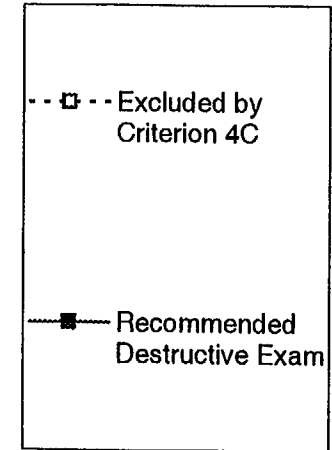 Excluded by
Criterion 4C
Recommended
Destructive Exam